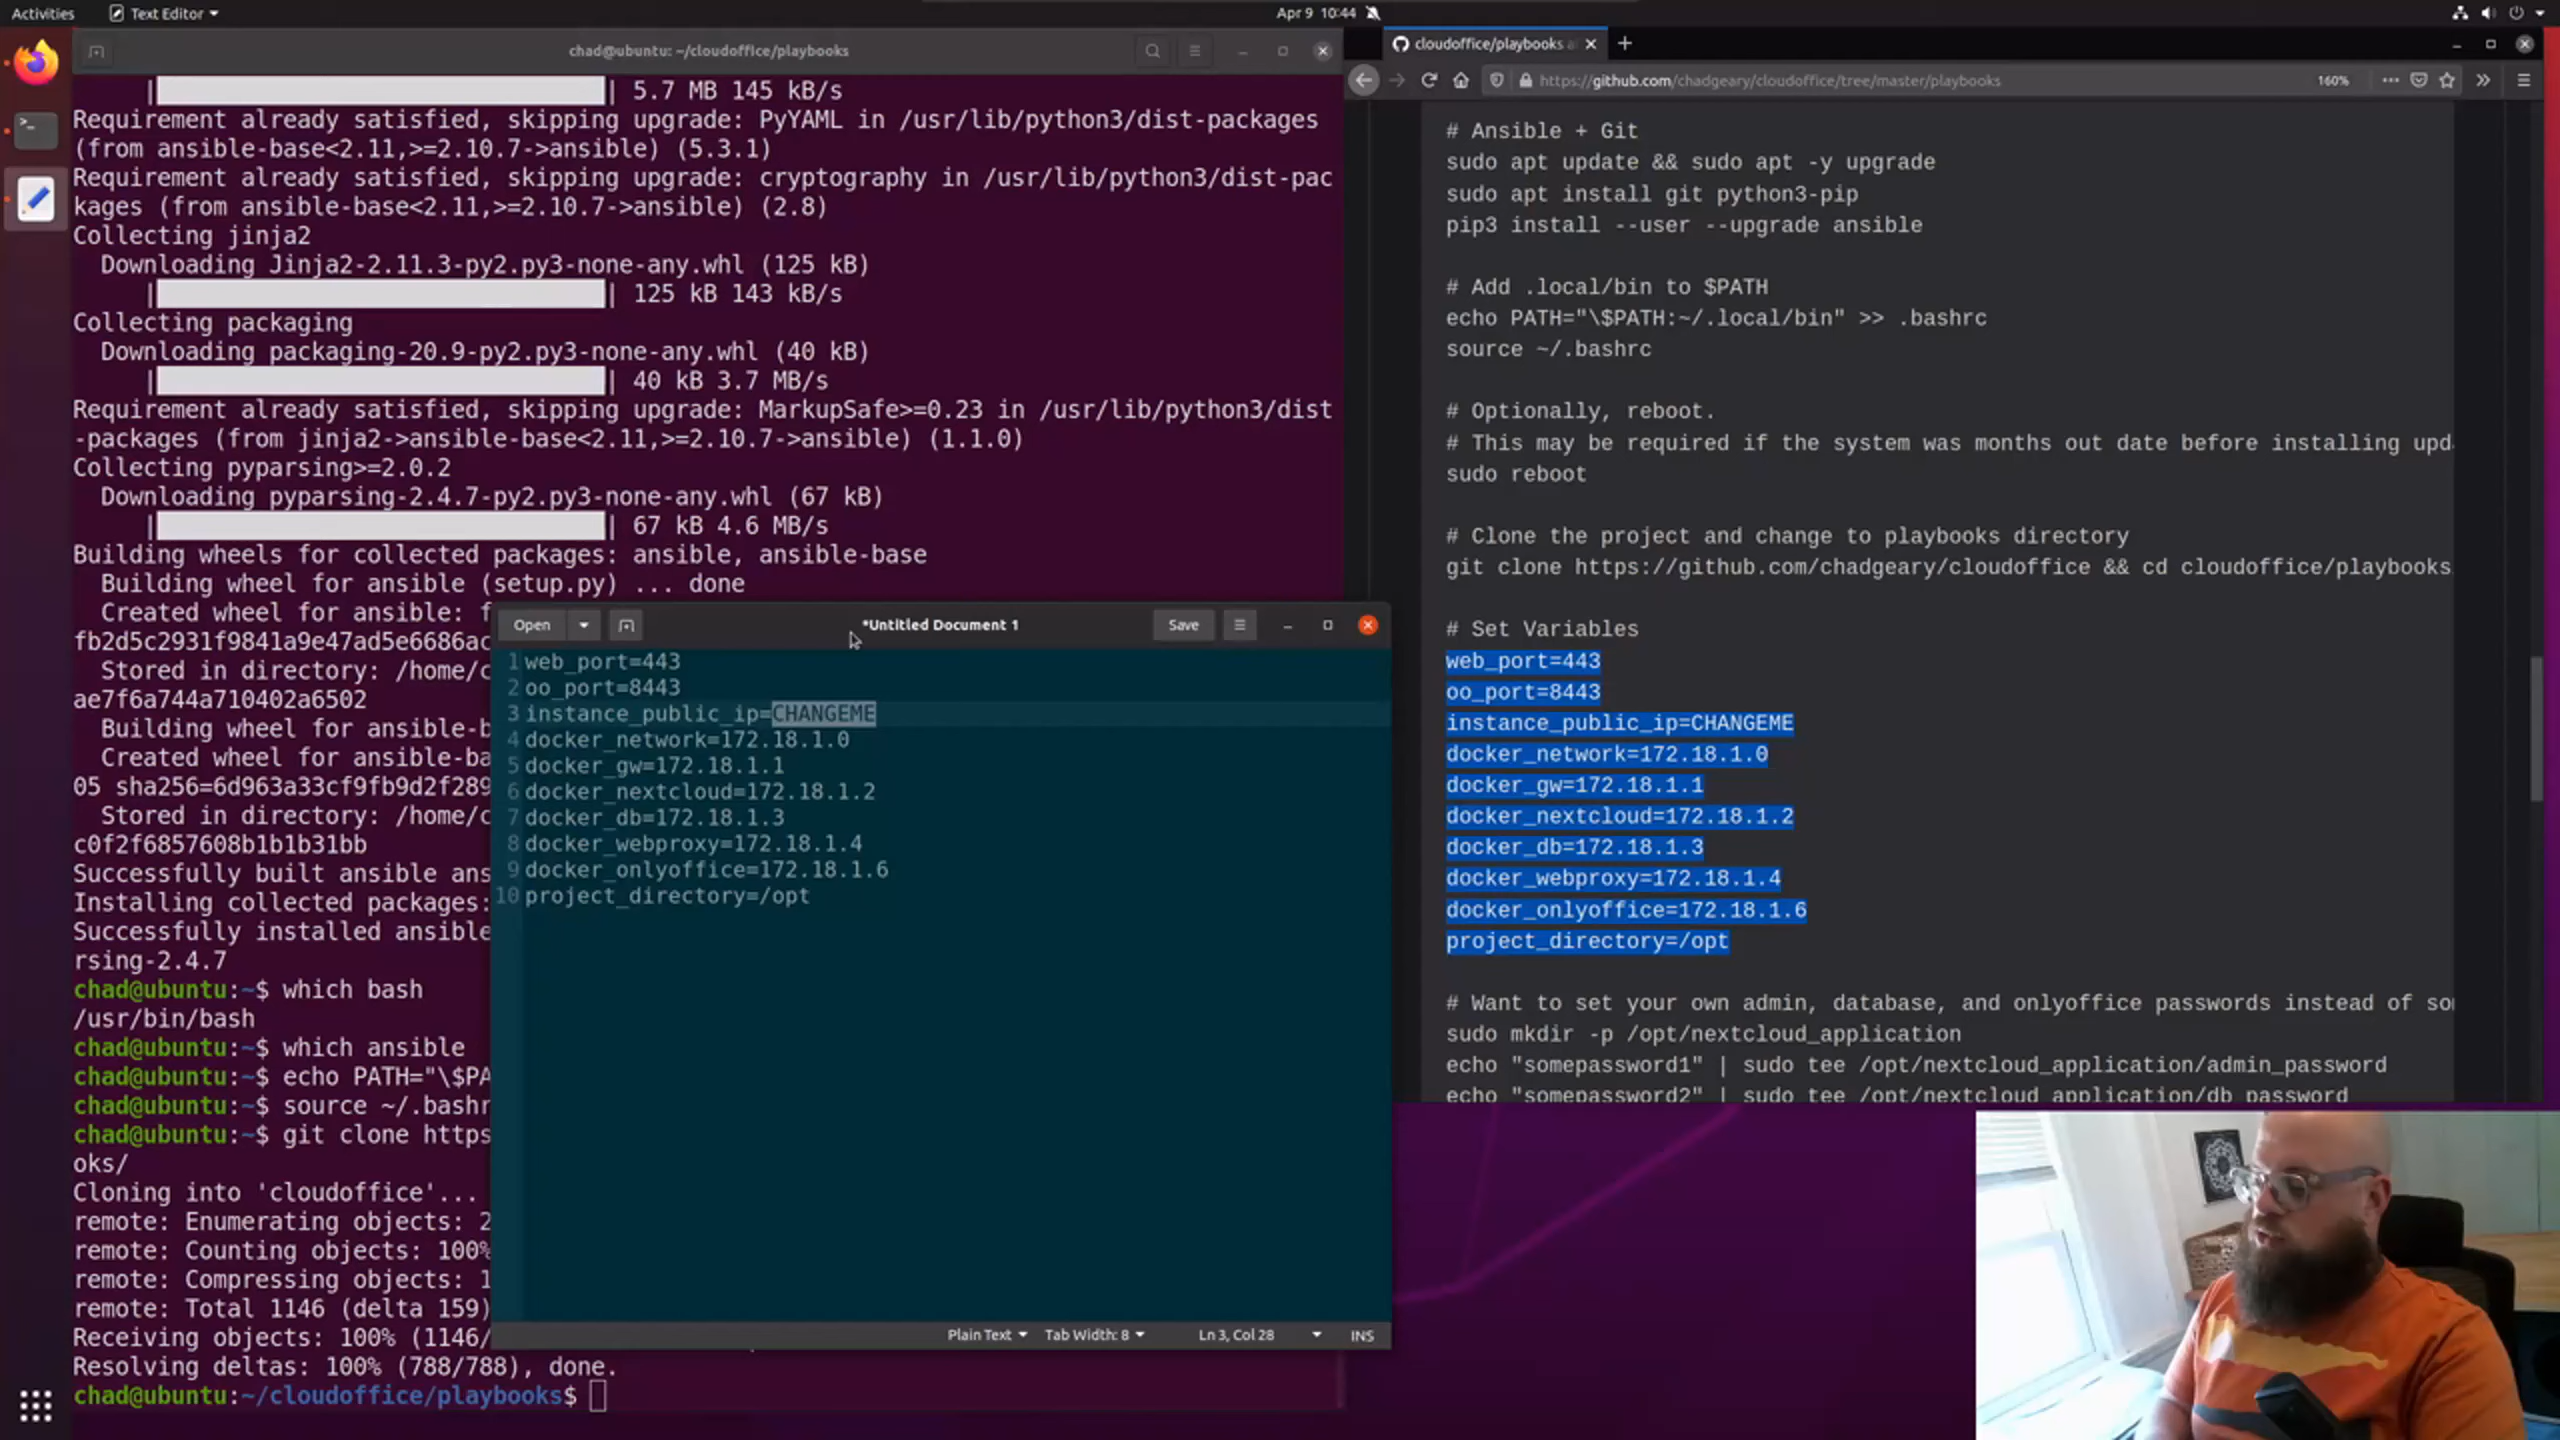 Activities
Text Editor
Apr 9 10:44
chad@ubuntu: ~/cloudoffice/playbooks
| 5.7 MB 145 kB/s
Requirement already satisfied, skipping upgrade: PyYAML in /usr/lib/python3/dist-packages
(from ansible-base<2.11,>=2.10.7->ansible) (5.3.1)
Requirement already satisfied, skipping upgrade: cryptography in /usr/lib/python3/dist-pac
kages (from ansible-base<2.11,>=2.10.7->ansible) (2.8)
Collecting jinja2
Downloading Jinja2-2.11.3-py2.py3-none-any.whl (125 kB)
| 125 kB 143 kB/s
Collecting packaging
Downloading packaging-20.9-py2.py3-none-any.whl (40 kB)
| 40 kB 3.7 MB/s
Requirement already satisfied, skipping upgrade: MarkupSafe>=0.23 in /usr/lib/python3/dist
-packages (from jinja2->ansible-base<2.11,>=2.10.7->ansible) (1.1.0)
Collecting pyparsing>=2.0.2
Downloading pyparsing-2.4.7-py2.py3-none-any.whl (67 kB)
| 67 kB 4.6 MB/s
Building wheels for collected packages: ansible, ansible-base
Building wheel for ansible (setup.py) ... done
Created wheel for ansible: f
fb2d5c2931f9841a9e47ad5e6686ac
Stored in directory: /home/c
ae7f6a744a710402a6502
Building wheel for ansible-b
Created wheel for ansible-ba
05 sha256=6d963a33cf9fb9d2f289
Stored in directory: /home/c
c0f2f6857608b1b1b31bb
Successfully built ansible ans
Installing collected packages:
Successfully installed ansible
rsing-2.4.7
chad@ubuntu:~$ which bash
/usr/bin/bash
chad@ubuntu:~$ which ansible
chad@ubuntu:~$ echo PATH="\$PA
chad@ubuntu:~$ source ~/.bashr
chad@ubuntu:~$ git clone https
oks/
Cloning into 'cloudoffice'...
remote: Enumerating objects: 2
remote: Counting objects: 100%
remote: Compressing objects: 1
remote: Total 1146 (delta 159)
Receiving objects: 100% (1146/
Resolving deltas: 100% (788/788), done.
chad@ubuntu:~/cloudoffice/playbooks$
Open
*Untitled Document 1
Save
1 web_port=443
2 oo_port=8443
3 instance_public_ip=CHANGEME
4 docker_network=172.18.1.0
5 docker_gw=172.18.1.1
6 docker_nextcloud=172.18.1.2
7 docker_db=172.18.1.3
8 docker_webproxy=172.18.1.4
9 docker_onlyoffice=172.18.1.6
10 project_directory=/opt
Plain Text
Tab Width: 8
Ln 3, Col 28
INS
cloudoffice/playbooks a
https://github.com/chadgeary/cloudoffice/tree/master/playbooks
160%
# Ansible + Git
sudo apt update && sudo apt -y upgrade
sudo apt install git python3-pip
pip3 install --user --upgrade ansible
# Add .local/bin to $PATH
echo PATH="\$PATH:~/.local/bin" >> .bashrc
source ~/.bashrc
# Optionally, reboot.
# This may be required if the system was months out date before installing upd
sudo reboot
# Clone the project and change to playbooks directory
git clone https://github.com/chadgeary/cloudoffice && cd cloudoffice/playbooks
# Set Variables
web_port=443
oo_port=8443
instance_public_ip=CHANGEME
docker_network=172.18.1.0
docker_gw=172.18.1.1
docker_nextcloud=172.18.1.2
docker_db=172.18.1.3
docker_webproxy=172.18.1.4
docker_onlyoffice=172.18.1.6
project_directory=/opt
# Want to set your own admin, database, and onlyoffice passwords instead of so
sudo mkdir -p /opt/nextcloud_application
echo "somepassword1" | sudo tee /opt/nextcloud_application/admin_password
echo "somepassword2" | sudo tee /opt/nextcloud_application/db_password